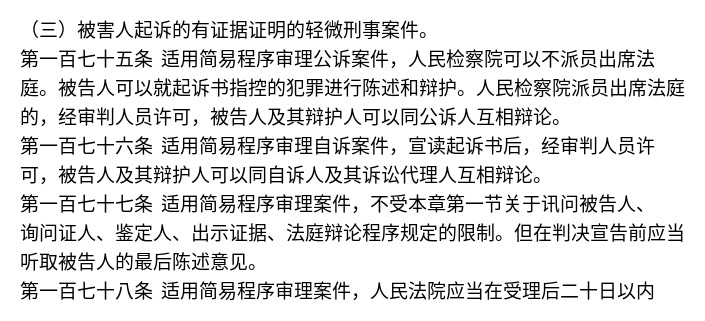 （三）被害人起诉的有证据证明的轻微刑事案件。
第一百七十五条 适用简易程序审理公诉案件，人民检察院可以不派员出席法
庭。被告人可以就起诉书指控的犯罪进行陈述和辩护。人民检察院派员出席法庭
的，经审判人员许可，被告人及其辩护人可以同公诉人互相辩论。
第一百七十六条 适用简易程序审理自诉案件，宣读起诉书后，经审判人员许
可，被告人及其辩护人可以同自诉人及其诉讼代理人互相辩论。
第一百七十七条 适用简易程序审理案件，不受本章第一节关于讯问被告人、
询问证人、鉴定人、出示证据、法庭辩论程序规定的限制。但在判决宣告前应当
听取被告人的最后陈述意见。
第一百七十八条 适用简易程序审理案件，人民法院应当在受理后二十日以内